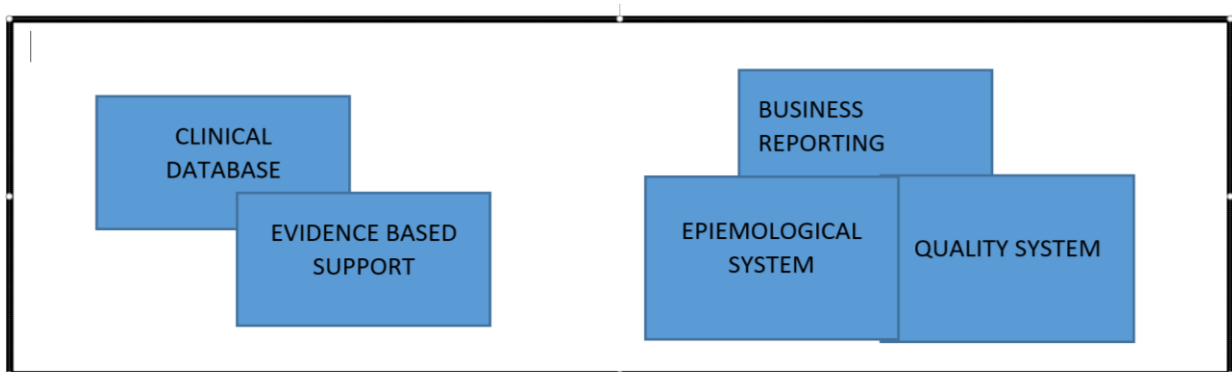 CLINICAL
DATABASE
EVIDENCE BASED
SUPPORT
BUSINESS
REPORTING
EPIEMOLOGICAL
SYSTEM
QUALITY SYSTEM